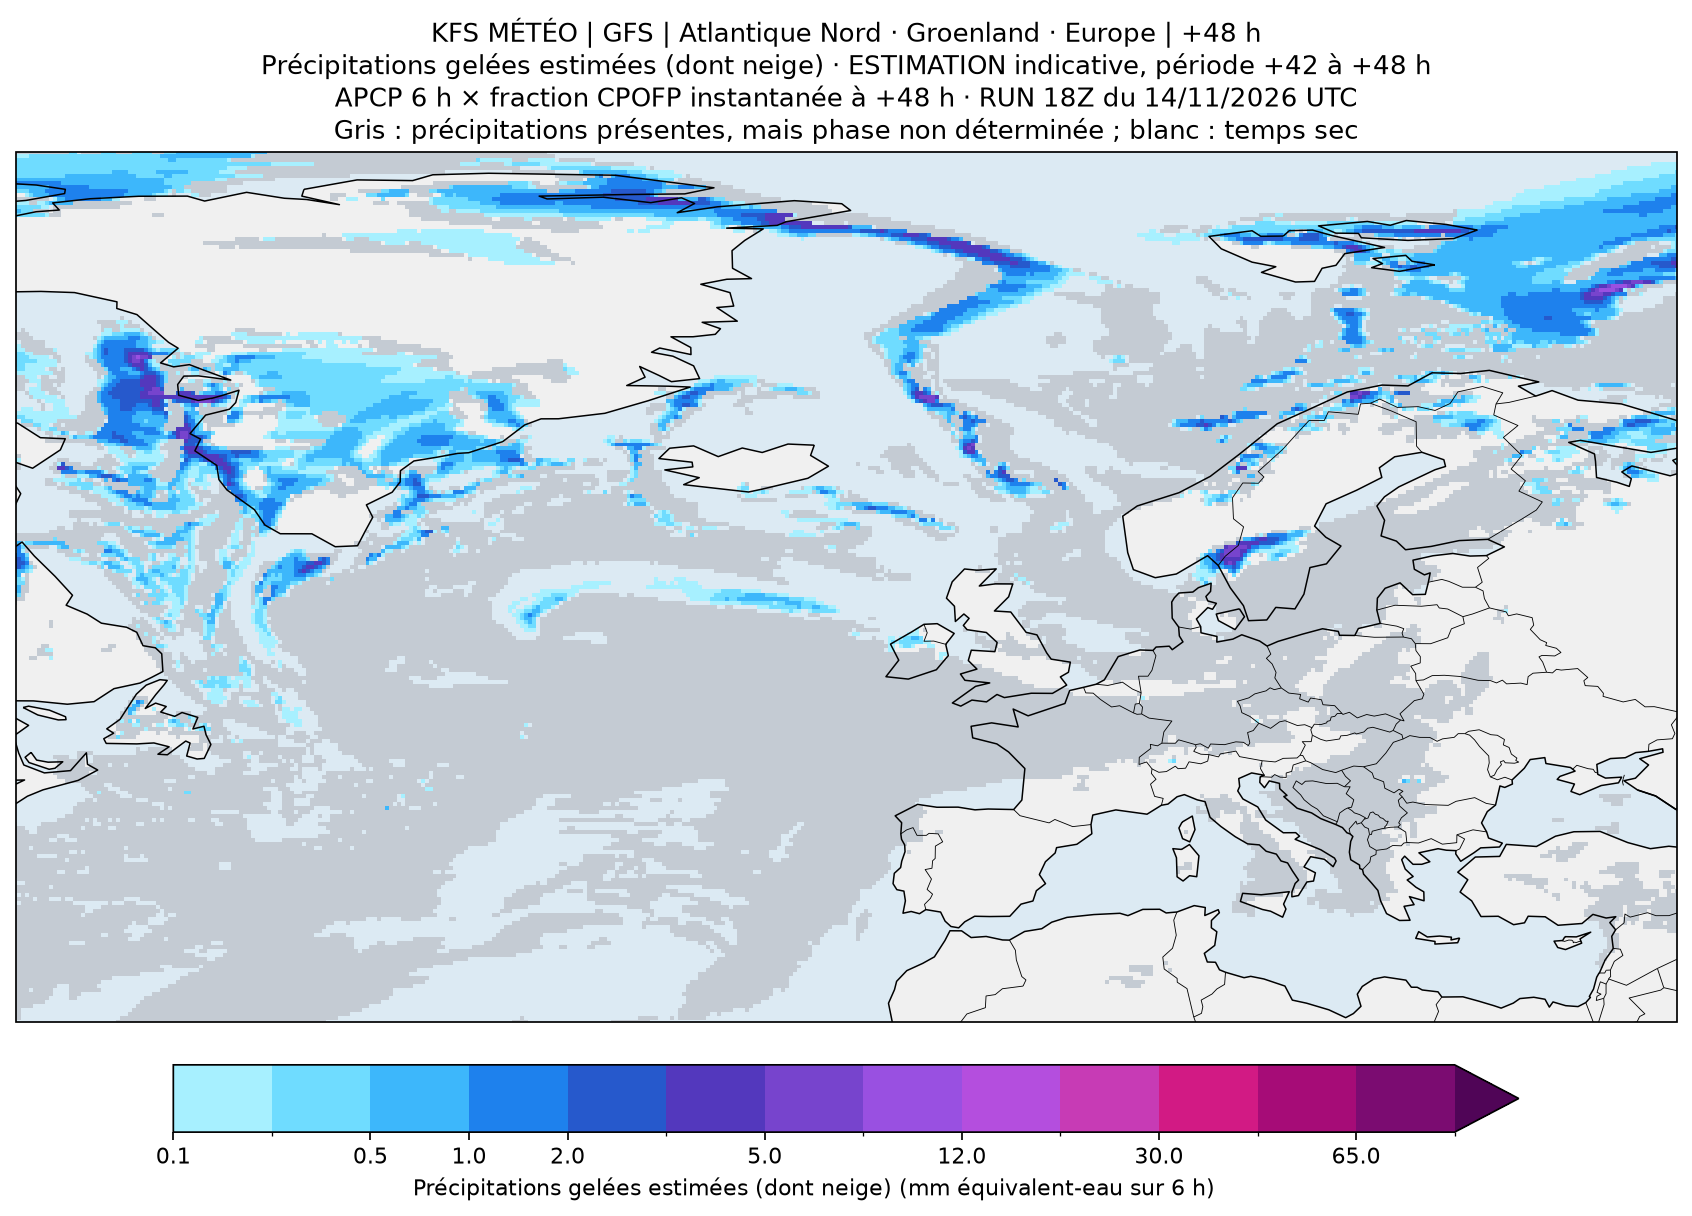 KFS MÉTÉO | GFS | Atlantique Nord · Groenland · Europe | +48 h
Précipitations gelées estimées (dont neige) · ESTIMATION indicative, période +42 à +48 h
APCP 6 h × fraction CPOFP instantanée à +48 h · RUN 18Z du 14/11/2026 UTC
Gris : précipitations présentes, mais phase non déterminée ; blanc : temps sec
0.1 0.5 1.0 2.0 5.0 12.0 30.0 65.0
Précipitations gelées estimées (dont neige) (mm équivalent-eau sur 6 h)